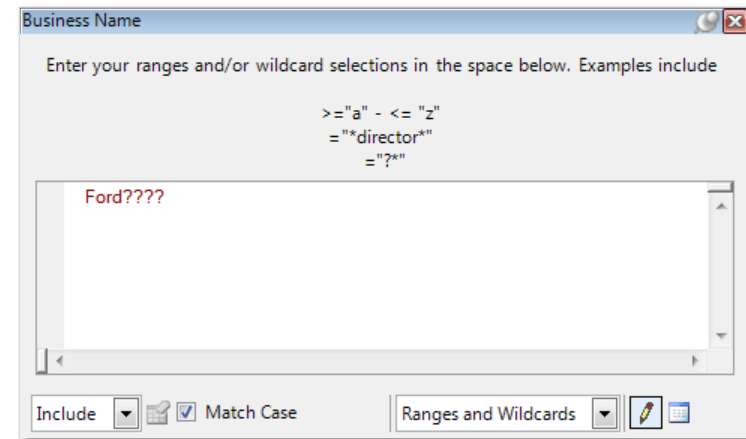 Business Name
Enter your ranges and/or wildcard selections in the space below. Examples include
>="a" - <= "z"
="*director*"
="?*"
Ford????
Include Match Case Ranges and Wildcards